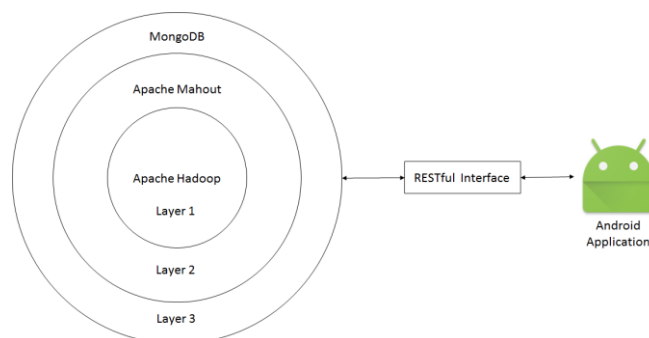 MongoDB
Apache Mahout
Apache Hadoop
Layer 1
Layer 2
Layer 3
RESTful Interface
Android
Application